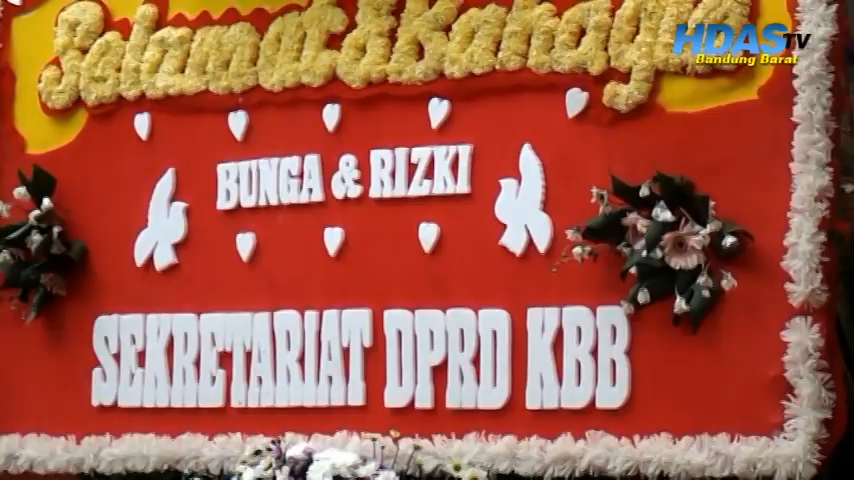 Selamat & Bahagia
HDAS TV
Bandung Barat
BUNGA & RIZKI
SEKRETARIAT DPRD KBB